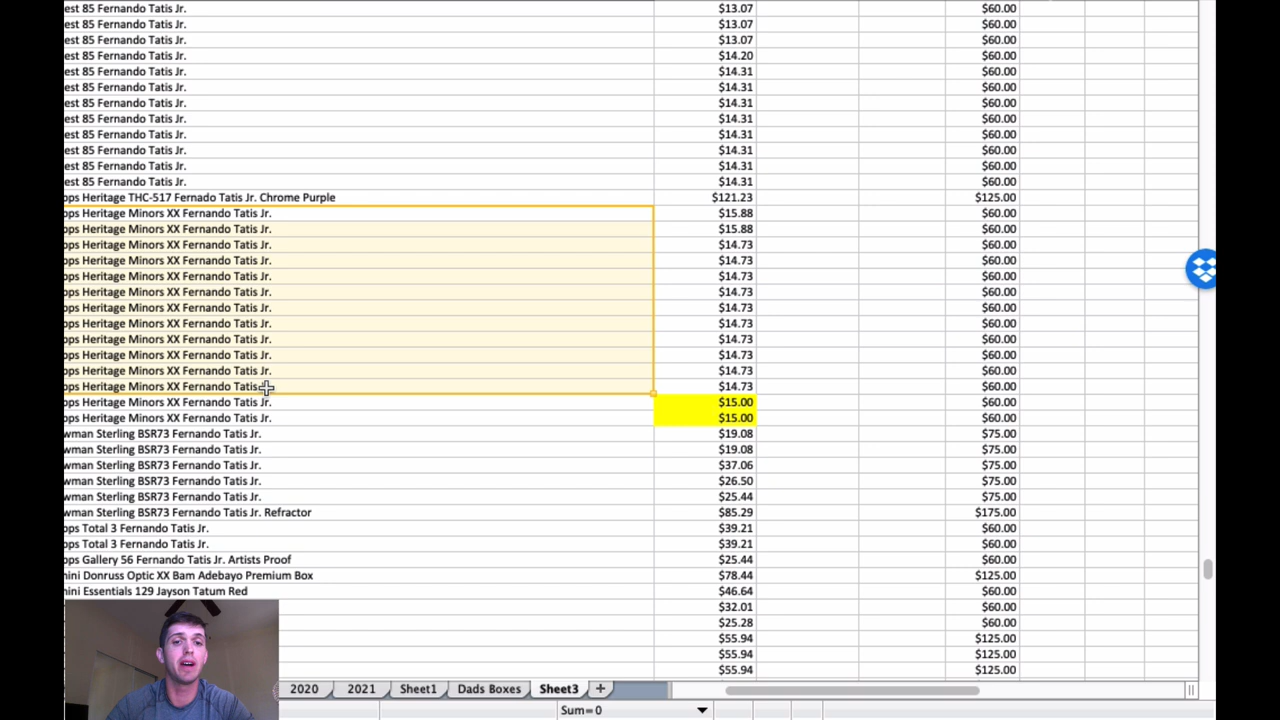 est 85 Fernando Tatis Jr. $13.07 $60.00
est 85 Fernando Tatis Jr. $13.07 $60.00
est 85 Fernando Tatis Jr. $13.07 $60.00
est 85 Fernando Tatis Jr. $14.20 $60.00
est 85 Fernando Tatis Jr. $14.31 $60.00
est 85 Fernando Tatis Jr. $14.31 $60.00
est 85 Fernando Tatis Jr. $14.31 $60.00
est 85 Fernando Tatis Jr. $14.31 $60.00
est 85 Fernando Tatis Jr. $14.31 $60.00
est 85 Fernando Tatis Jr. $14.31 $60.00
est 85 Fernando Tatis Jr. $14.31 $60.00
est 85 Fernando Tatis Jr. $14.31 $60.00
ops Heritage THC-517 Fernado Tatis Jr. Chrome Purple $121.23 $125.00
ops Heritage Minors XX Fernando Tatis Jr. $15.88 $60.00
ops Heritage Minors XX Fernando Tatis Jr. $15.88 $60.00
ops Heritage Minors XX Fernando Tatis Jr. $14.73 $60.00
ops Heritage Minors XX Fernando Tatis Jr. $14.73 $60.00
ops Heritage Minors XX Fernando Tatis Jr. $14.73 $60.00
ops Heritage Minors XX Fernando Tatis Jr. $14.73 $60.00
ops Heritage Minors XX Fernando Tatis Jr. $14.73 $60.00
ops Heritage Minors XX Fernando Tatis Jr. $14.73 $60.00
ops Heritage Minors XX Fernando Tatis Jr. $14.73 $60.00
ops Heritage Minors XX Fernando Tatis Jr. $14.73 $60.00
ops Heritage Minors XX Fernando Tatis Jr. $14.73 $60.00
ops Heritage Minors XX Fernando Tatis $14.73 $60.00
ops Heritage Minors XX Fernando Tatis Jr. $15.00 $60.00
ops Heritage Minors XX Fernando Tatis Jr. $15.00 $60.00
wman Sterling BSR73 Fernando Tatis Jr. $19.08 $75.00
wman Sterling BSR73 Fernando Tatis Jr. $19.08 $75.00
wman Sterling BSR73 Fernando Tatis Jr. $37.06 $75.00
wman Sterling BSR73 Fernando Tatis Jr. $26.50 $75.00
wman Sterling BSR73 Fernando Tatis Jr. $25.44 $75.00
wman Sterling BSR73 Fernando Tatis Jr. Refractor $85.29 $175.00
ops Total 3 Fernando Tatis Jr. $39.21 $60.00
ops Total 3 Fernando Tatis Jr. $39.21 $60.00
ops Gallery 56 Fernando Tatis Jr. Artists Proof $25.44 $60.00
nini Donruss Optic XX Bam Adebayo Premium Box $78.44 $125.00
nini Essentials 129 Jayson Tatum Red $46.64 $60.00
$32.01 $60.00
$25.28 $60.00
$55.94 $125.00
$55.94 $125.00
$55.94 $125.00
2020 2021 Sheet1 Dads Boxes Sheet3 +
Sum=0